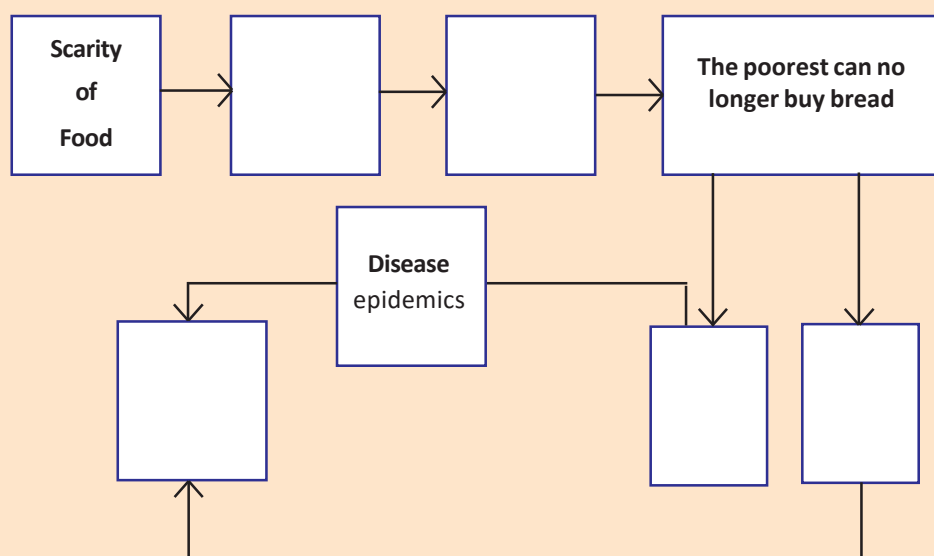 Scarity
of
Food
The poorest can no
longer buy bread
Disease
epidemics